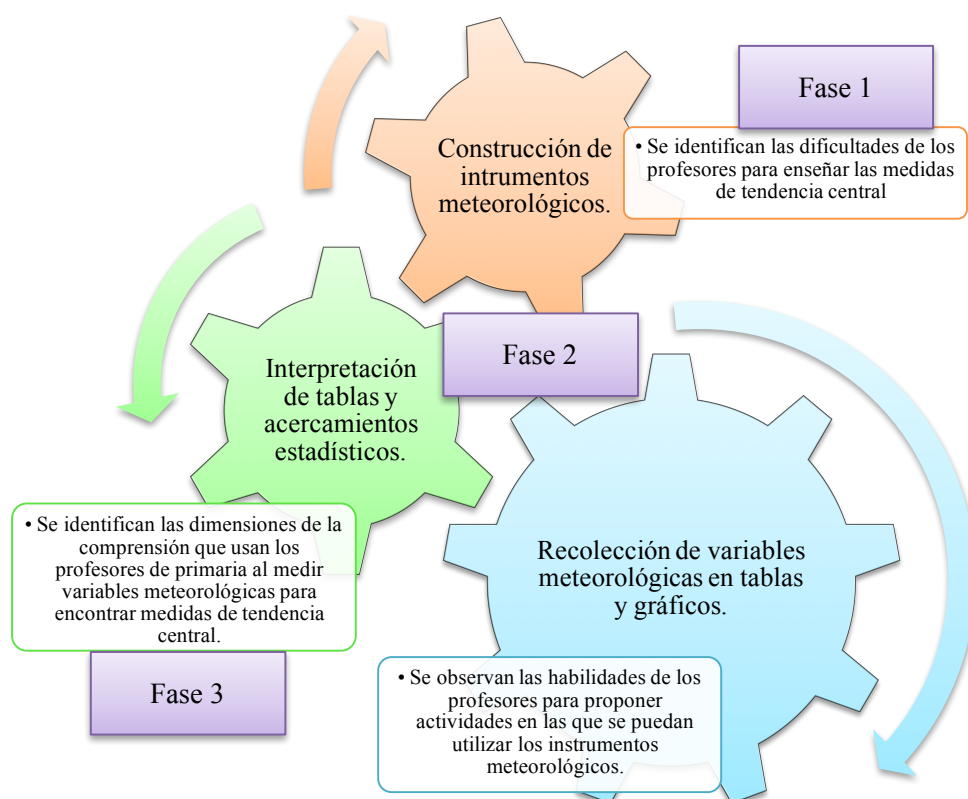 Fase 1
Construcción de
intrumentos
meteorológicos.
• Se identifican las dificultades de los
profesores para enseñar las medidas
de tendencia central
Fase 2
Interpretación
de tablas y
acercamientos
estadísticos.
Recolección de variables
meteorológicas en tablas
y gráficos.
• Se identifican las dimensiones de la
comprensión que usan los
profesores de primaria al medir
variables meteorológicas para
encontrar medidas de tendencia
central.
Fase 3
• Se observan las habilidades de los
profesores para proponer
actividades en las que se puedan
utilizar los instrumentos
meteorológicos.